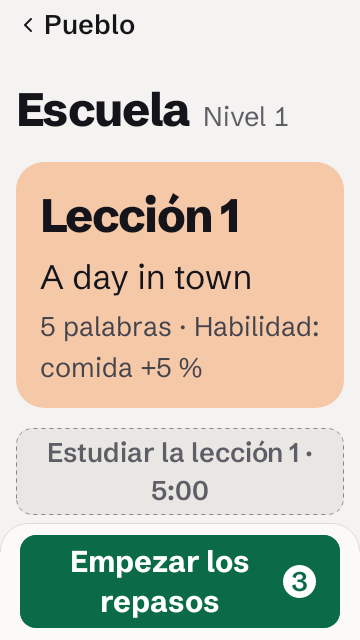 Pueblo
Escuela Nivel 1
Lección 1
A day in town
5 palabras · Habilidad:
comida +5 %
Estudiar la lección 1 ·
5:00
Empezar los
repasos
3